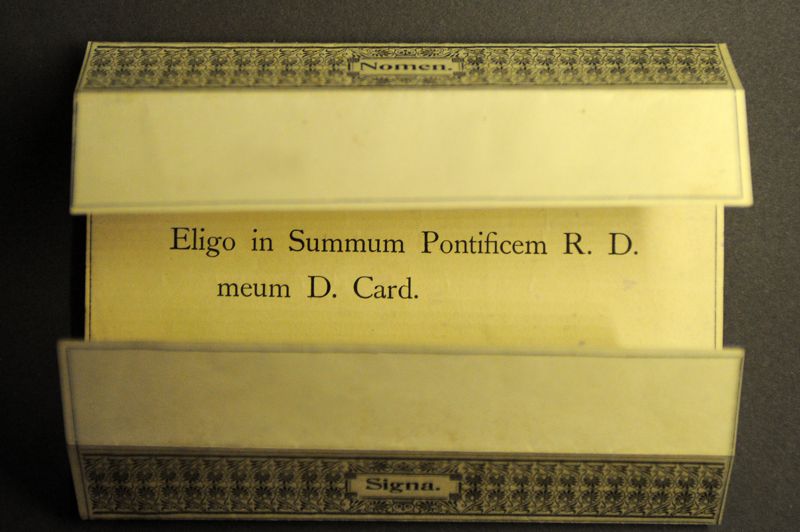 Nomen.
Eligo in Summum Pontificem R. D.
meum D. Card.
Signa.